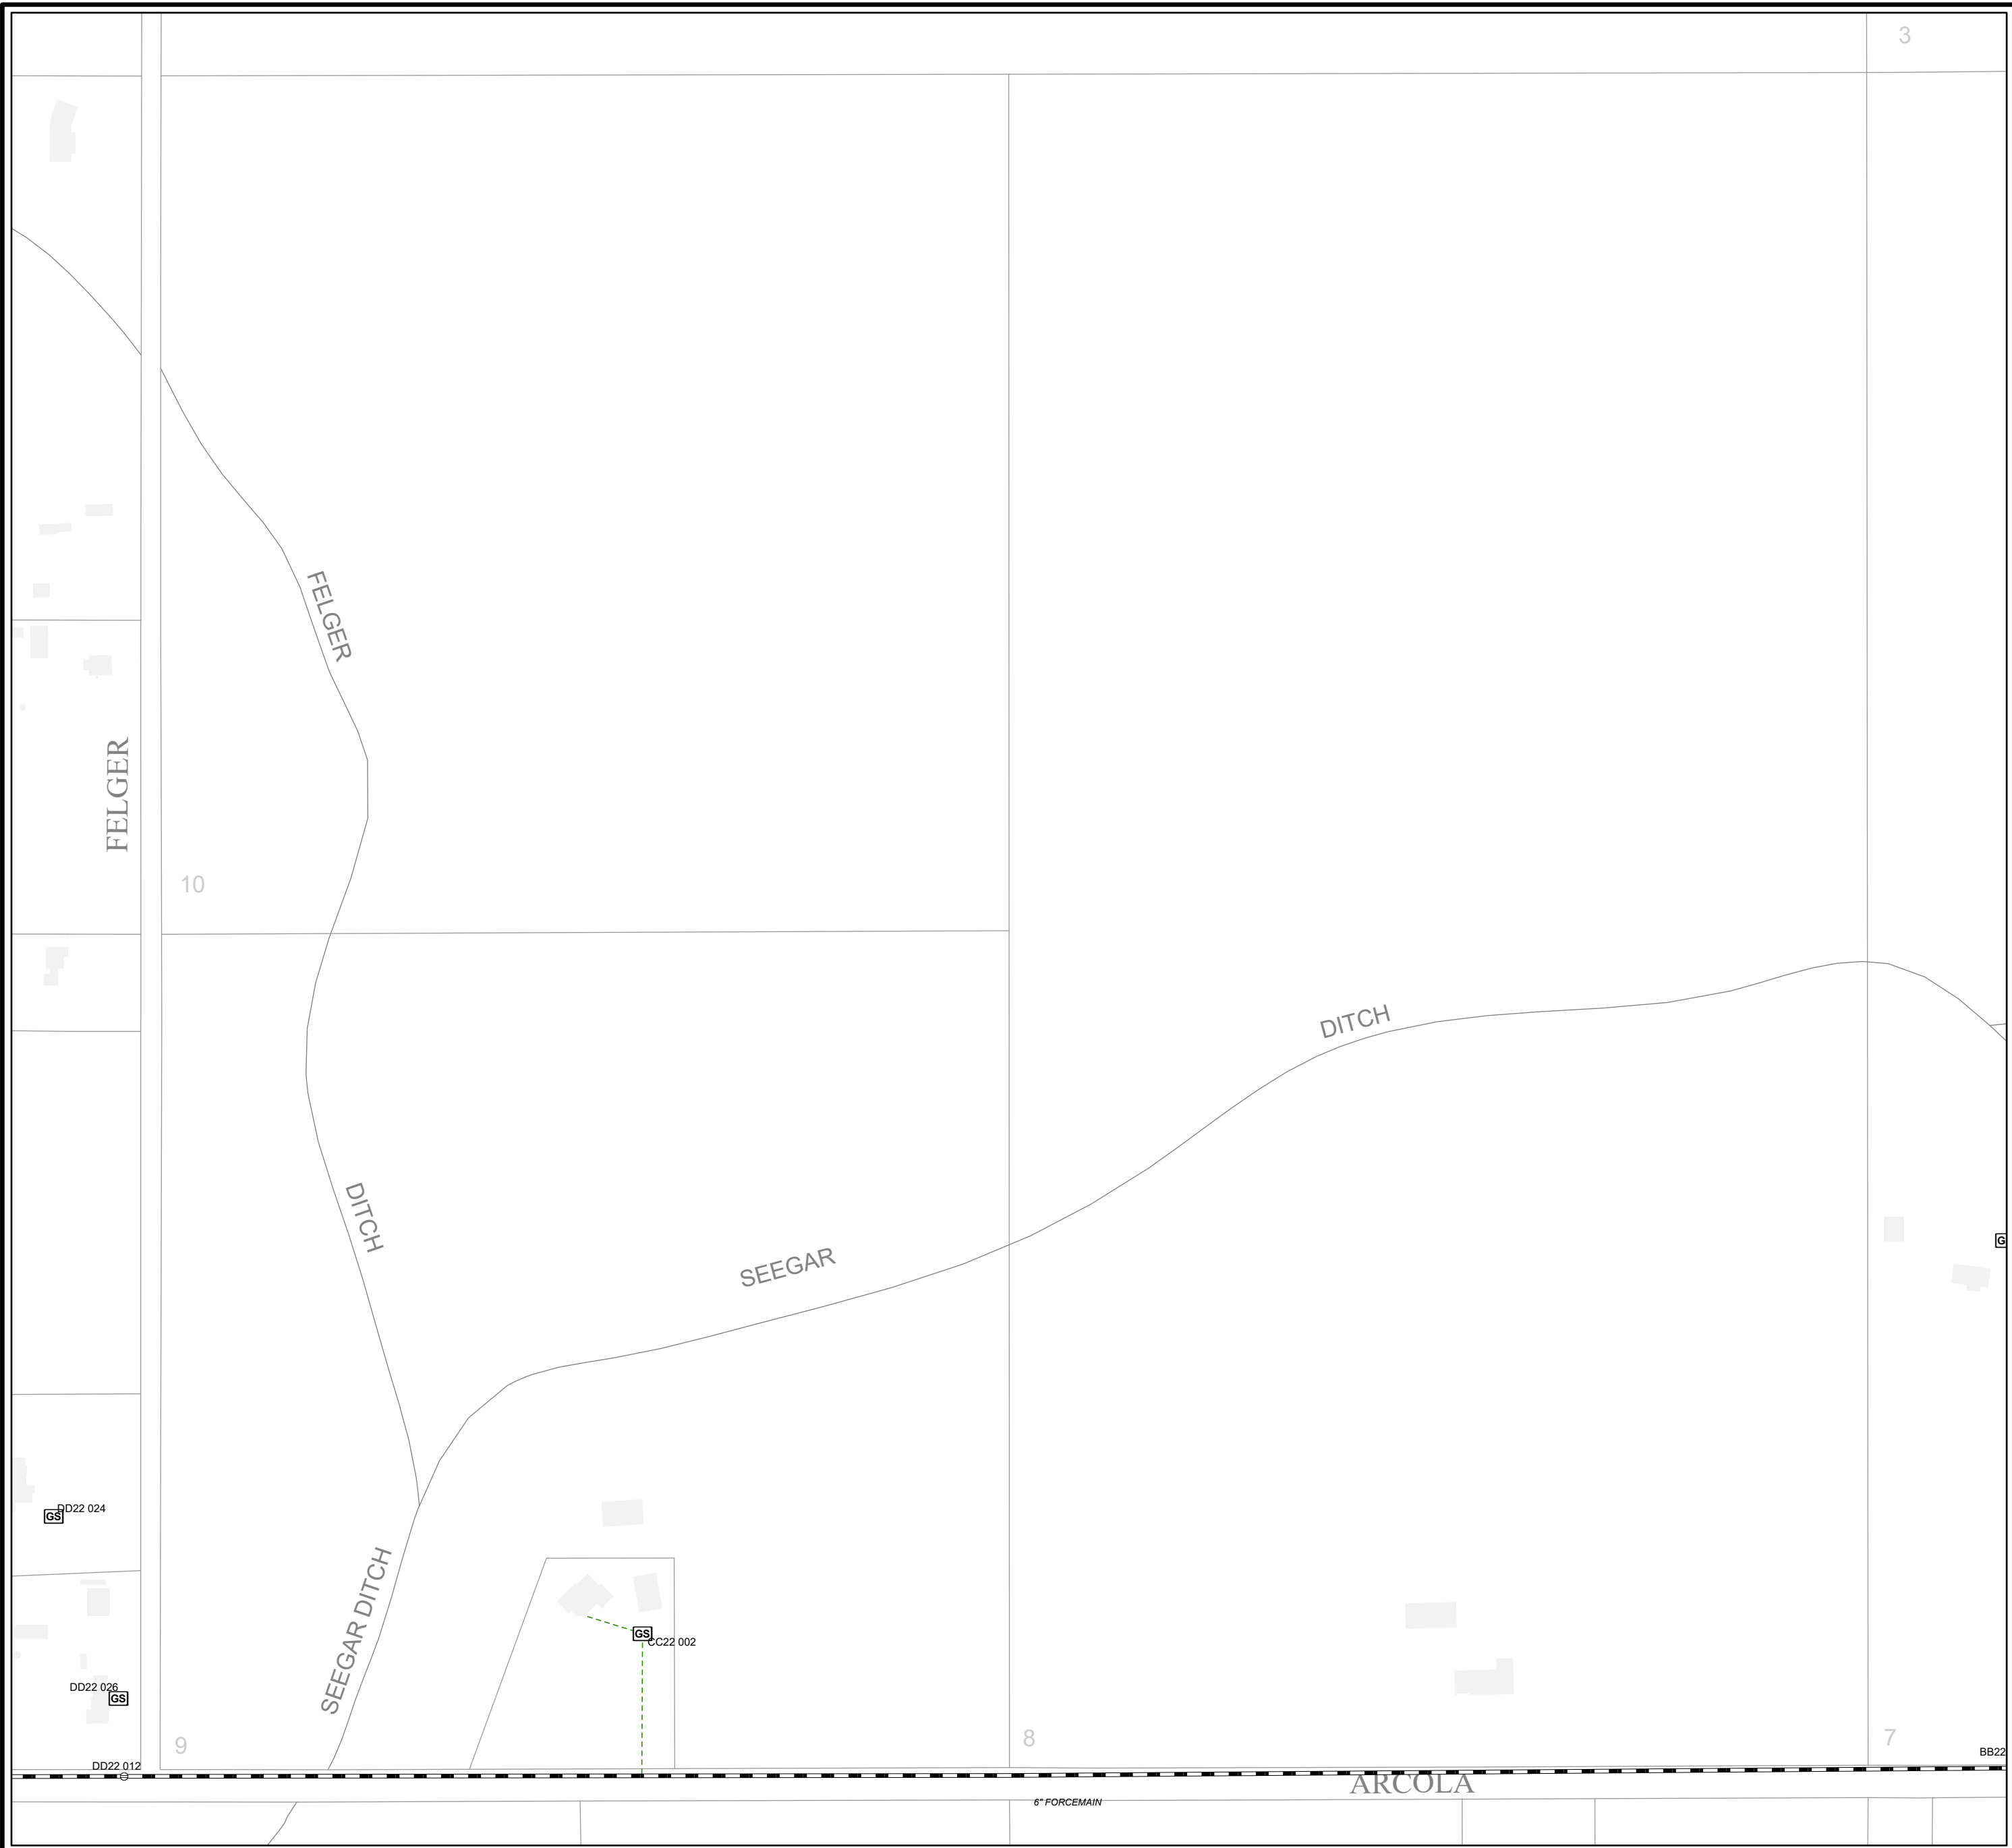 3
FELGER
FELGER
10
DITCH
DITCH
SEEGAR
G
DD22 024
GS
SEEGAR DITCH
GS
CC22 002
DD22 026
GS
9
8
7
DD22 012
BB22
ARCOLA
6" FORCEMAIN